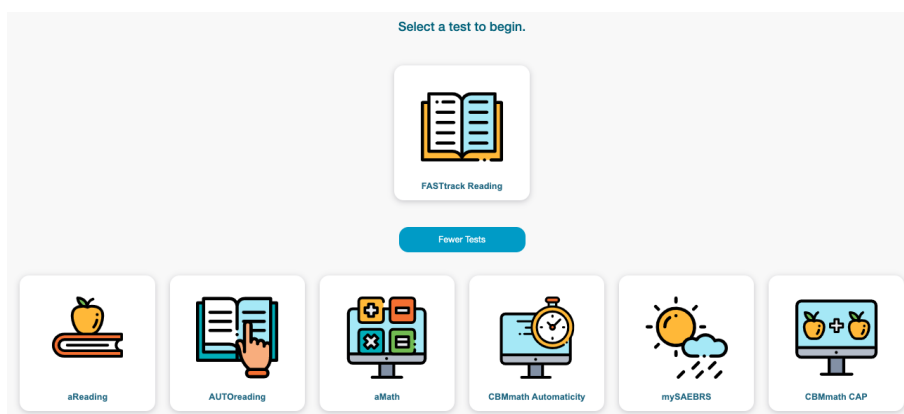 Select a test to begin.
FASTtrack Reading
Fewer Tests
aReading
AUTOreading
aMath
CBMmath Automaticity
mySAEBRS
CBMmath CAP